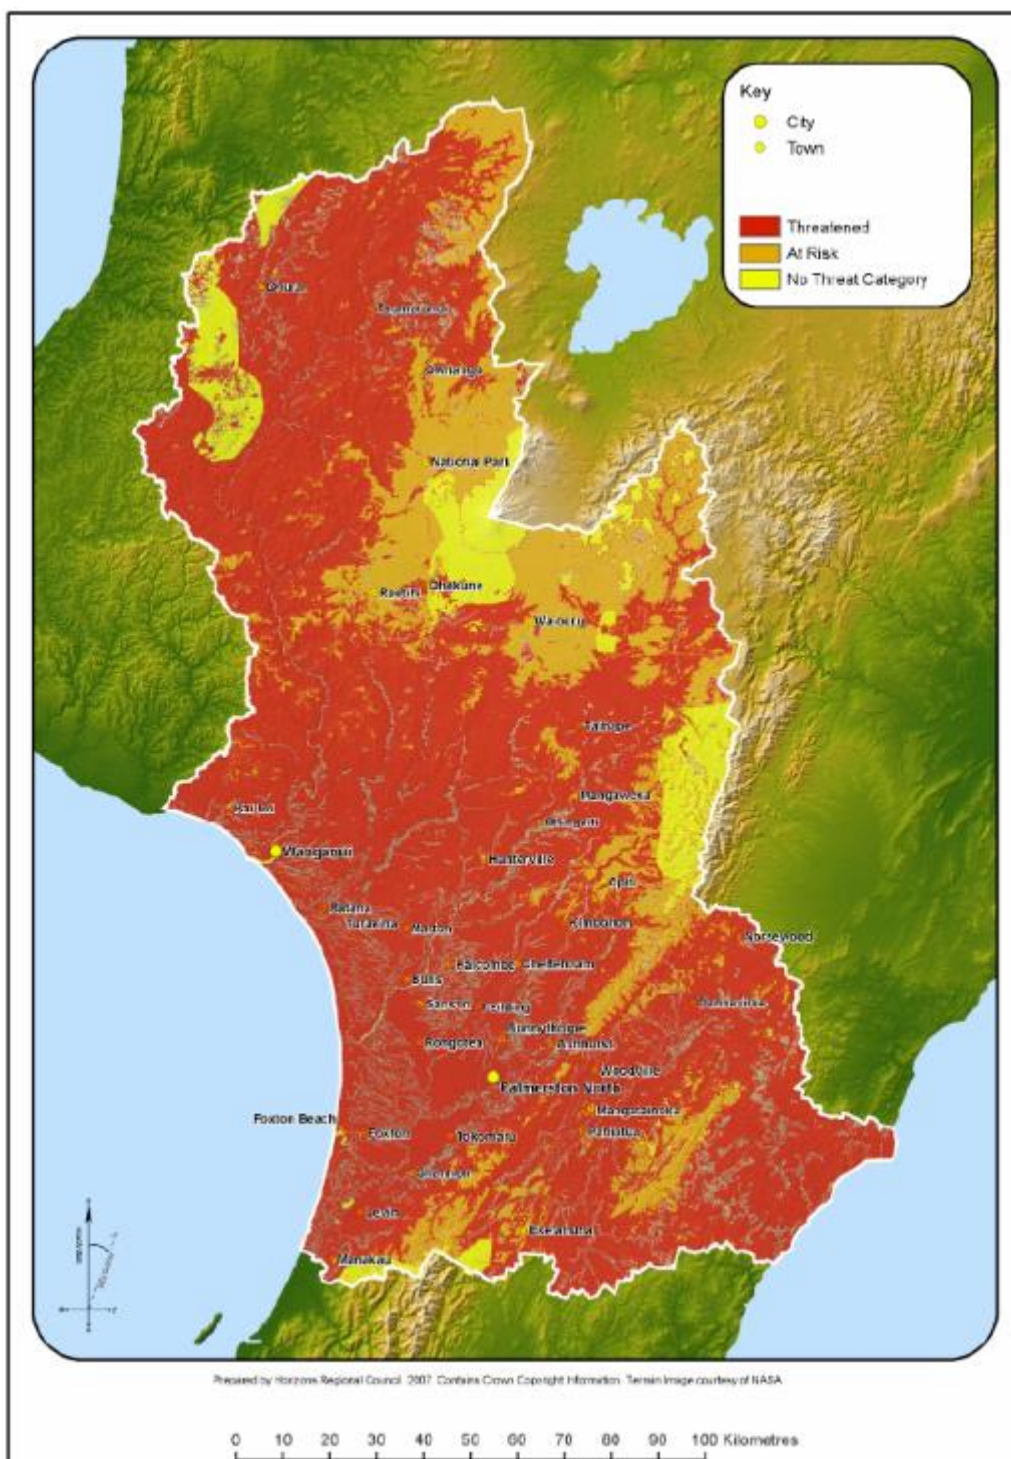 Key
City
Town
Threatened
At Risk
No Threat Category
Ohura
Taumarunui
Owhango
National Park
Raetihi
Ohakune
Waiouru
Taihape
Mangaweka
Wanganui
Hunterville
Apiti
Kimbolton
Ratana
Turakina
Marton
Norsewood
Halcombe
Cheltenham
Bulls
Sanson
Feilding
Dannevirke
Bunnythorpe
Rongotea
Ashhurst
Woodville
Palmerston North
Mangatainoka
Foxton Beach
Foxton
Tokomaru
Pahiatua
Shannon
Levin
Eketahuna
Manakau
Prepared by Horizons Regional Council. 2007. Contains Crown Copyright Information. Terrain Image courtesy of NASA
0 10 20 30 40 50 60 70 80 90 100 Kilometres